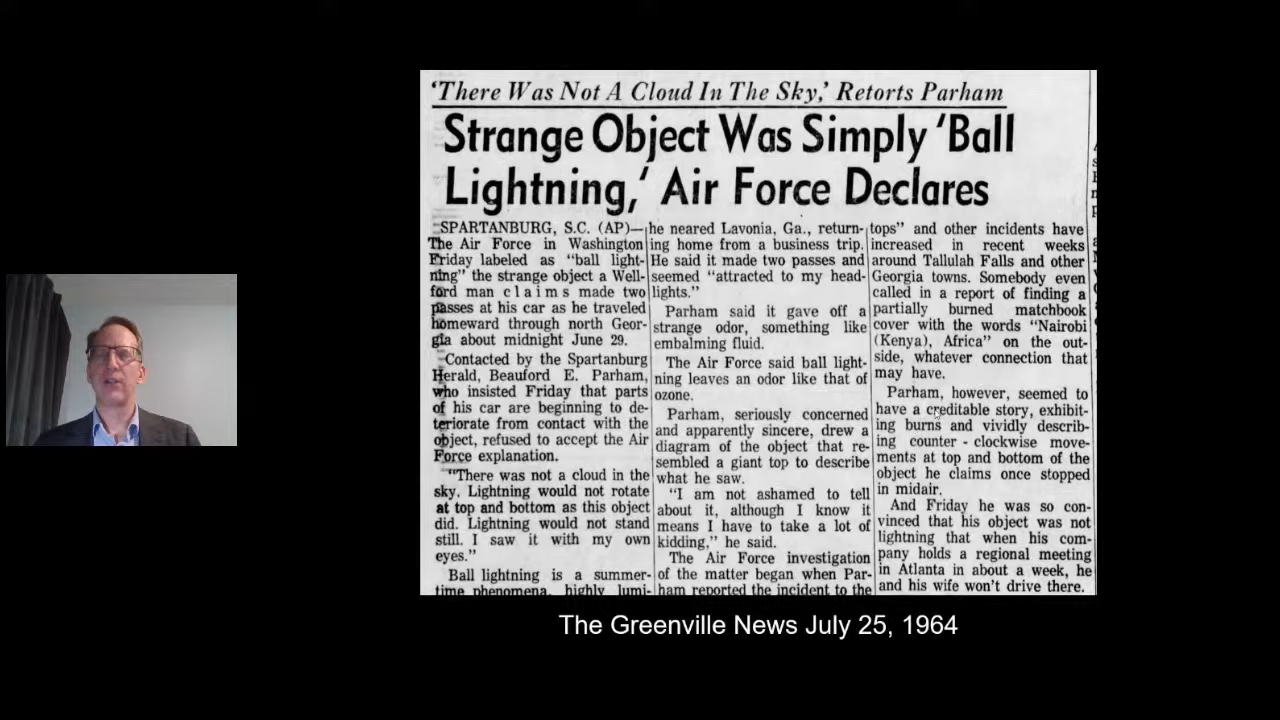 'There Was Not A Cloud In The Sky,' Retorts Parham
Strange Object Was Simply 'Ball
Lightning,' Air Force Declares
SPARTANBURG, S.C. (AP)—
The Air Force in Washington
Friday labeled as "ball light-
ning" the strange object a Well-
ford man claims made two
passes at his car as he traveled
homeward through north Geor-
gia about midnight June 29.
Contacted by the Spartanburg
Herald, Beauford E. Parham,
who insisted Friday that parts
of his car are beginning to de-
teriorate from contact with the
object, refused to accept the Air
Force explanation.
"There was not a cloud in the
sky. Lightning would not rotate
at top and bottom as this object
did. Lightning would not stand
still. I saw it with my own
eyes."
Ball lightning is a summer-
time phenomena, highly lumi-
he neared Lavonia, Ga., return-
ing home from a business trip.
He said it made two passes and
seemed "attracted to my head-
lights."
Parham said it gave off a
strange odor, something like
embalming fluid.
The Air Force said ball light-
ning leaves an odor like that of
ozone.
Parham, seriously concerned
and apparently sincere, drew a
diagram of the object that re-
sembled a giant top to describe
what he saw.
"I am not ashamed to tell
about it, although I know it
means I have to take a lot of
kidding," he said.
The Air Force investigation
of the matter began when Par-
ham reported the incident to the
tops" and other incidents have
increased in recent weeks
around Tallulah Falls and other
Georgia towns. Somebody even
called in a report of finding a
partially burned matchbook
cover with the words "Nairobi
(Kenya), Africa" on the out-
side, whatever connection that
may have.
Parham, however, seemed to
have a creditable story, exhibit-
ing burns and vividly describ-
ing counter - clockwise move-
ments at top and bottom of the
object he claims once stopped
in midair.
And Friday he was so con-
vinced that his object was not
lightning that when his com-
pany holds a regional meeting
in Atlanta in about a week, he
and his wife won't drive there.
The Greenville News July 25, 1964